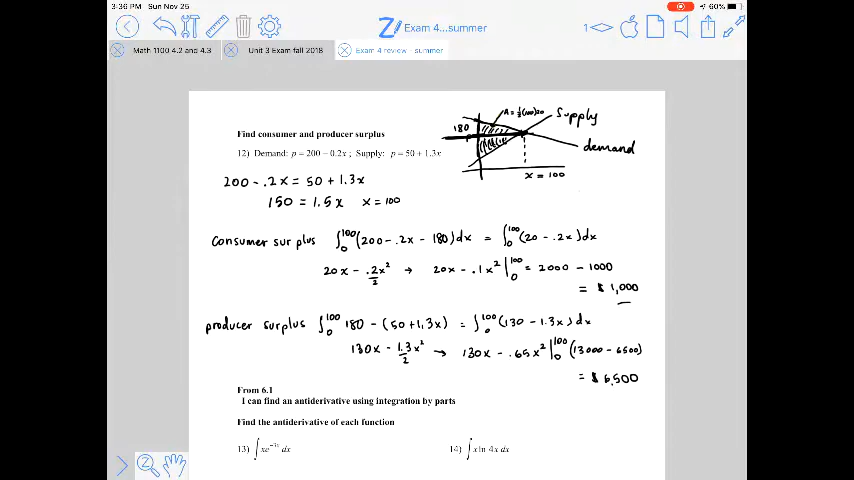 3:36 PM Sun Nov 25
60%
Exam 4...summer
1
Math 1100 4.2 and 4.3
Unit 3 Exam fall 2018
Exam 4 review - summer
Find consumer and producer surplus
12) Demand: p = 200 − 0.2x ; Supply: p = 50 + 1.3x
A = ½(100)20
Supply
180
demand
x = 100
200 - .2x = 50 + 1.3x
150 = 1.5x x = 100
Consumer surplus ∫₀¹⁰⁰ (200 - .2x - 180) dx = ∫₀¹⁰⁰ (20 - .2x) dx
20x - .2x²/2 → 20x - .1x² |₀¹⁰⁰ = 2000 - 1000
= $ 1,000
producer surplus ∫₀¹⁰⁰ 180 - (50 + 1.3x) = ∫₀¹⁰⁰ (130 - 1.3x) dx
130x - 1.3x²/2 → 130x - .65x² |₀¹⁰⁰ (13000 - 6500)
= $ 6,500
From 6.1
I can find an antiderivative using integration by parts
Find the antiderivative of each function
13) ∫ xe⁻³ˣ dx 14) ∫ x ln 4x dx